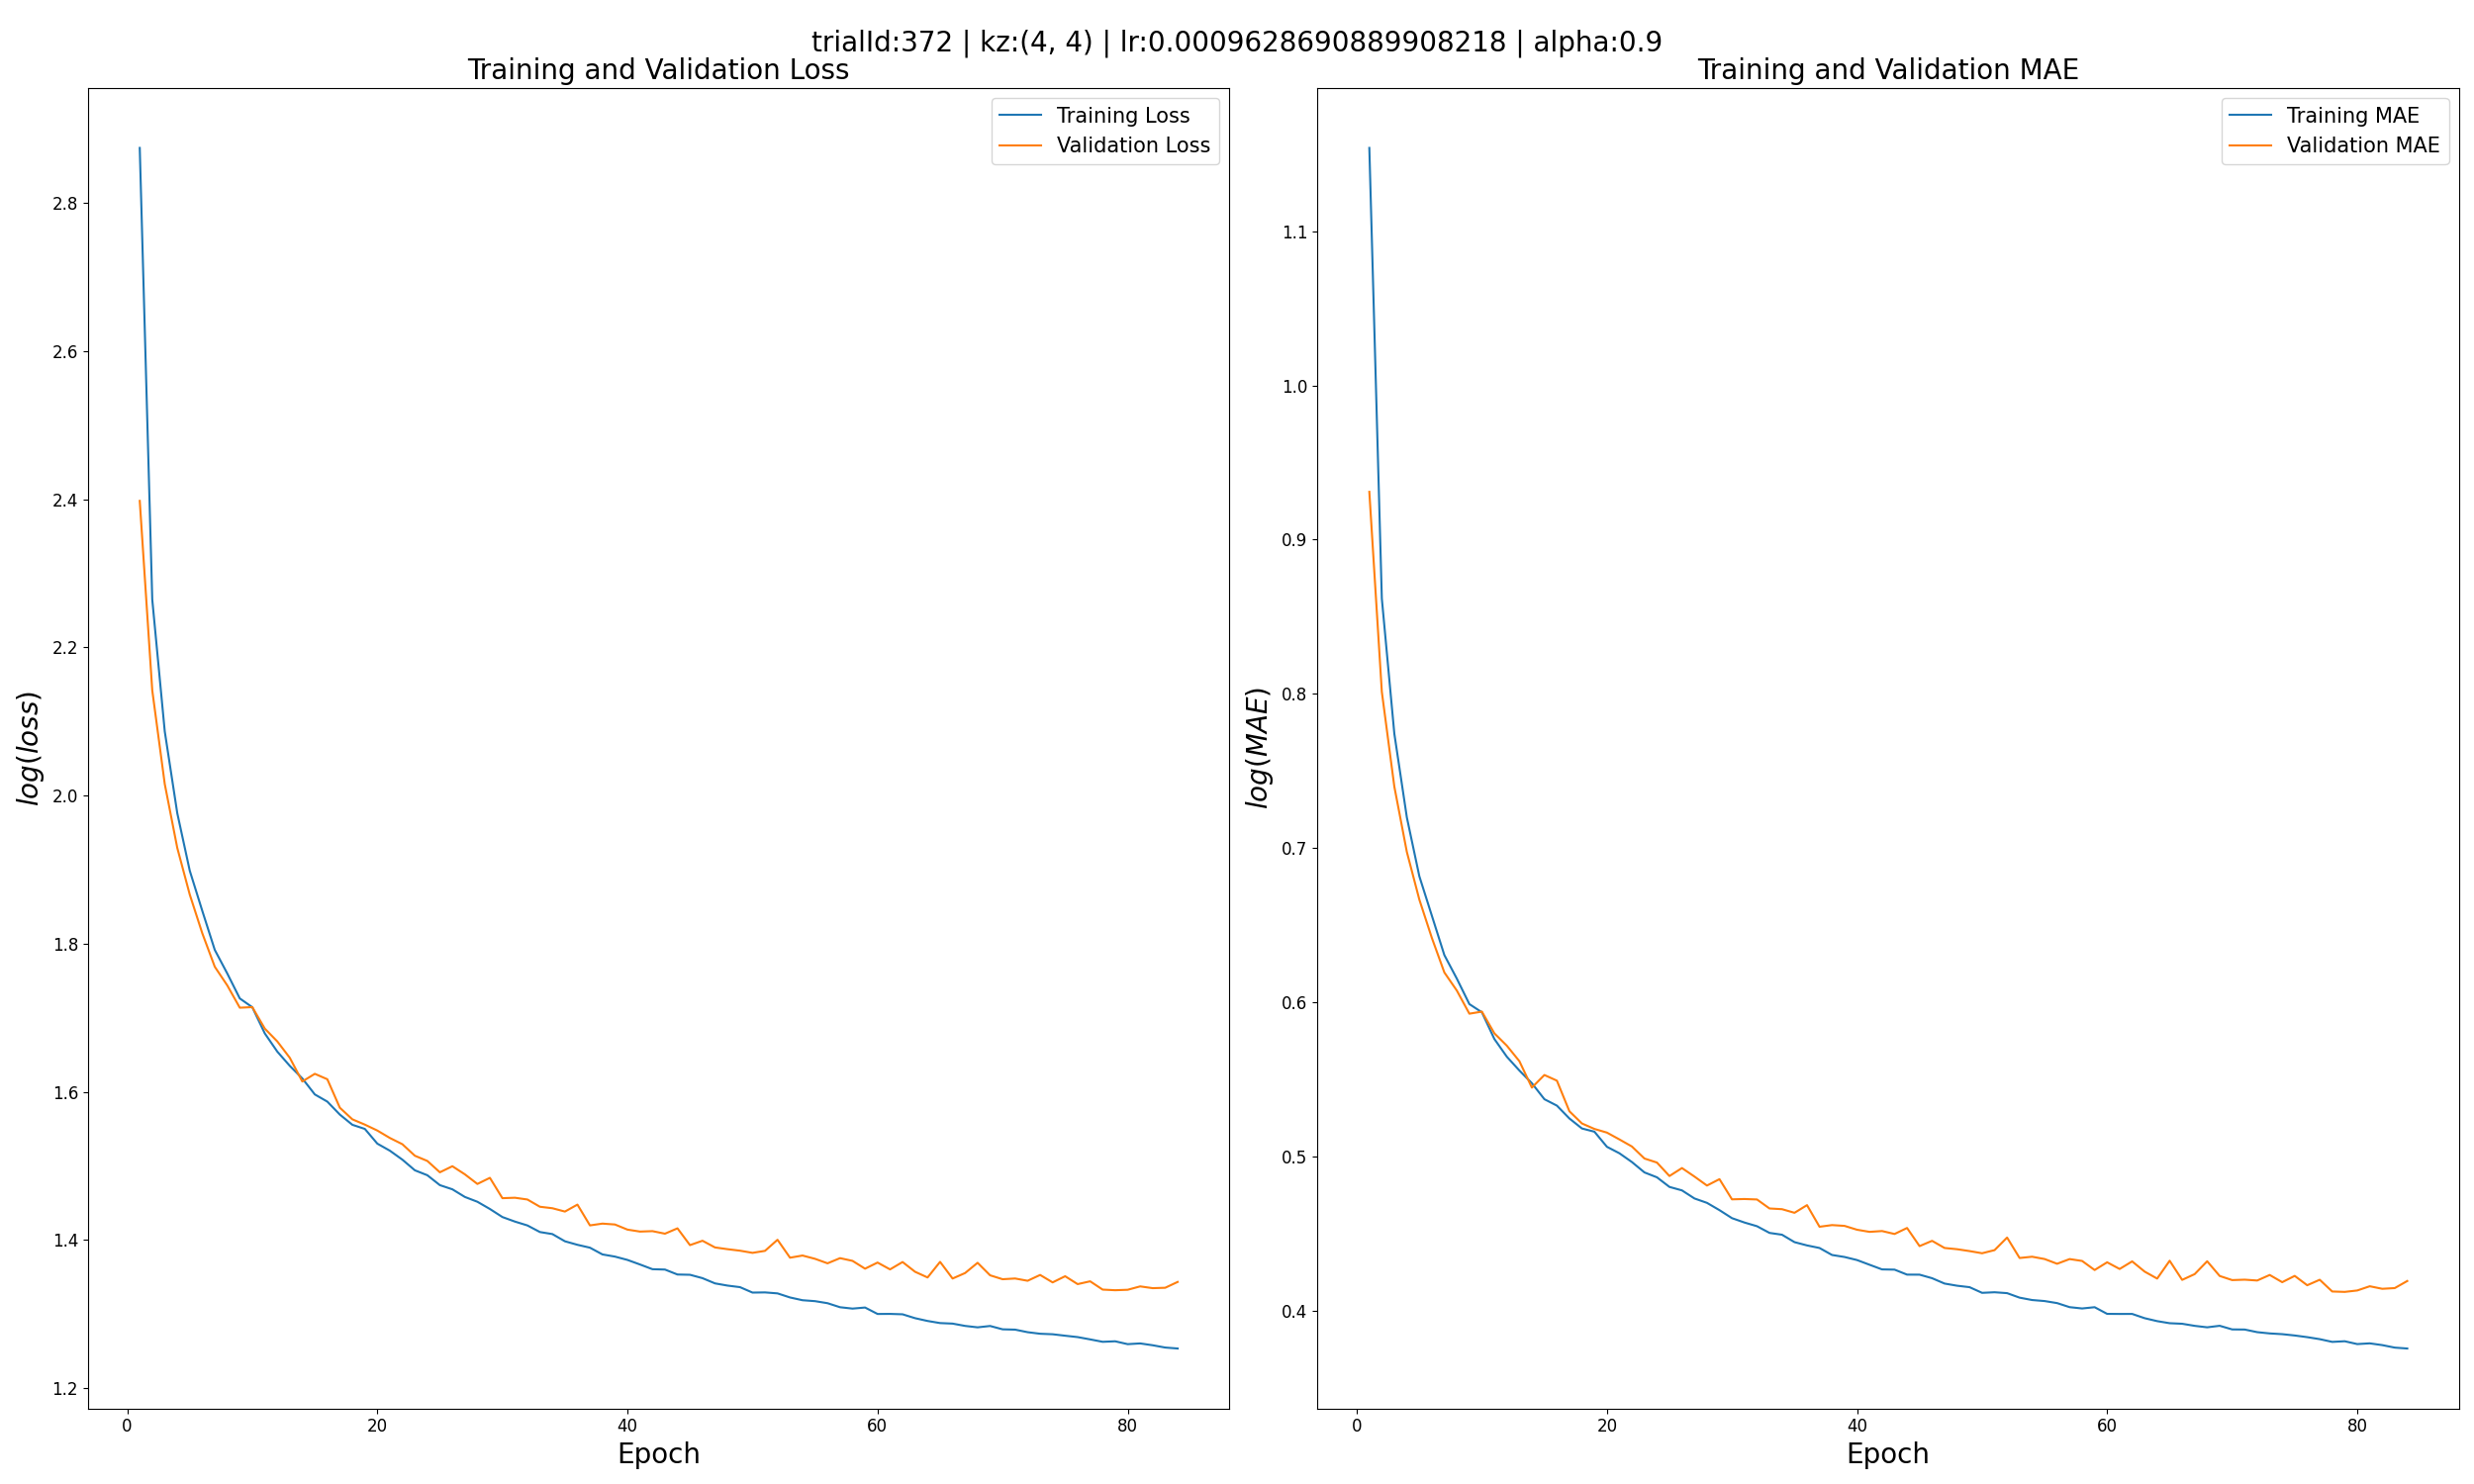 trialId:372 | kz:(4, 4) | lr:0.0009628690889908218 | alpha:0.9
Training and Validation Loss
Training Loss
Validation Loss
2.8
2.6
2.4
2.2
2.0
1.8
1.6
1.4
1.2
log(loss)
0 20 40 60 80
Epoch
Training and Validation MAE
Training MAE
Validation MAE
1.1
1.0
0.9
0.8
0.7
0.6
0.5
0.4
log(MAE)
0 20 40 60 80
Epoch